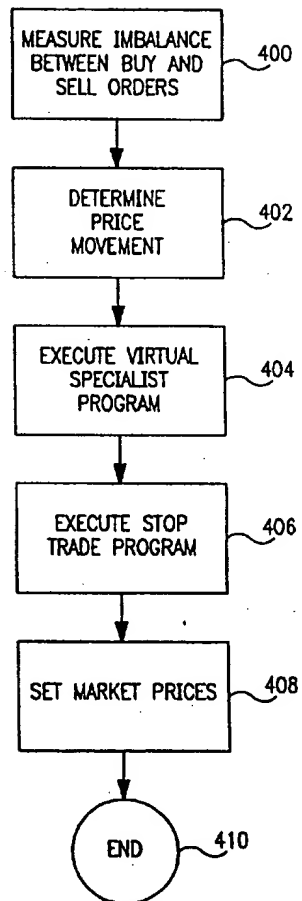 MEASURE IMBALANCE
BETWEEN BUY AND
SELL ORDERS
400
DETERMINE
PRICE
MOVEMENT
402
EXECUTE VIRTUAL
SPECIALIST
PROGRAM
404
EXECUTE STOP
TRADE PROGRAM
406
SET MARKET PRICES
408
END
410